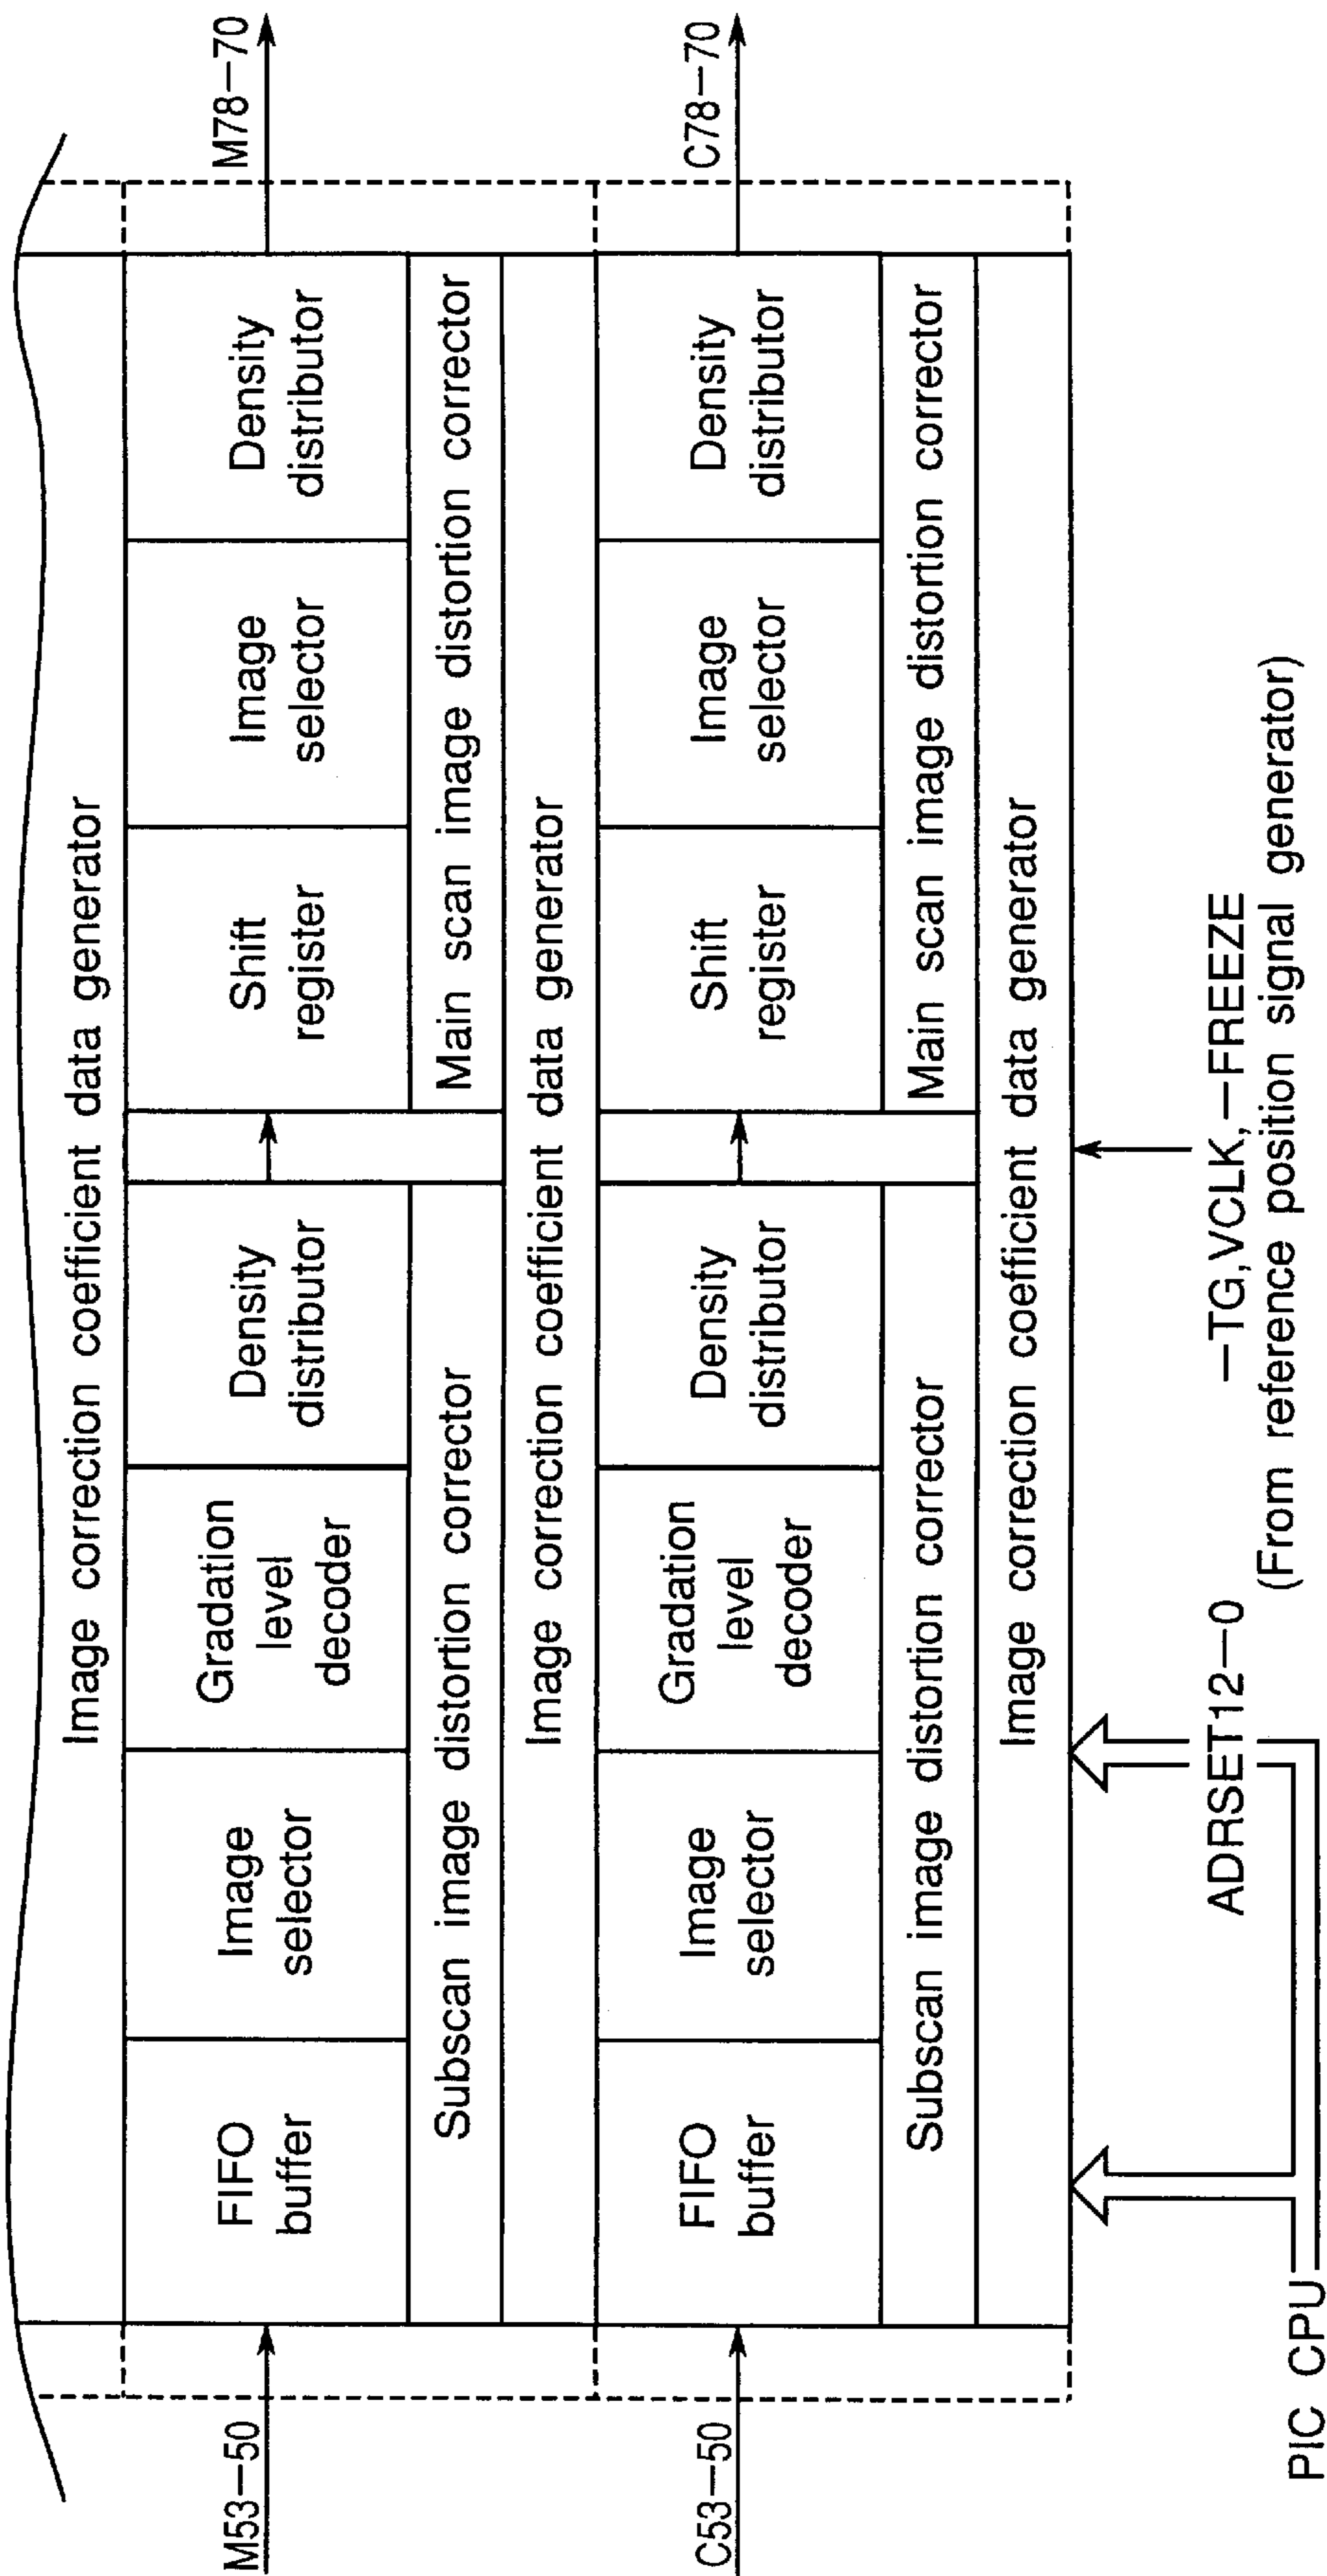 Image correction coefficient data generator
M53—50
FIFO
buffer
Image
selector
Gradation
level
decoder
Density
distributor
Shift
register
Image
selector
Density
distributor
M78—70
Subscan image distortion corrector
Main scan image distortion corrector
Image correction coefficient data generator
C53—50
FIFO
buffer
Image
selector
Gradation
level
decoder
Density
distributor
Shift
register
Image
selector
Density
distributor
C78—70
Subscan image distortion corrector
Main scan image distortion corrector
Image correction coefficient data generator
ADRSET12—0
—TG,VCLK,—FREEZE
(From reference position signal generator)
PIC CPU